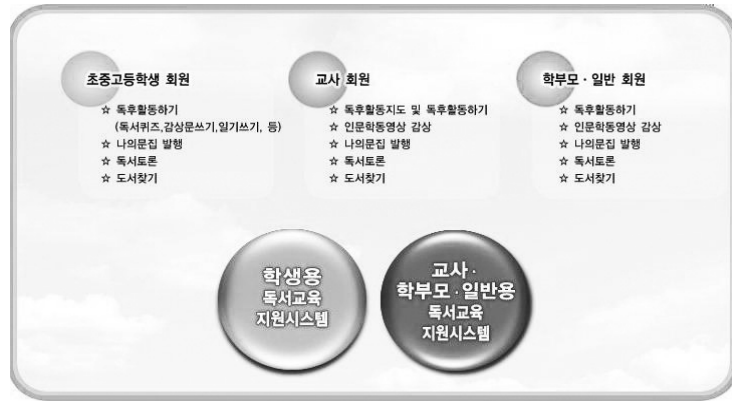 초중고등학생 회원
☆ 독후활동하기
(독서퀴즈,감상문쓰기,일기쓰기, 등)
☆ 나의문집 발행
☆ 독서토론
☆ 도서찾기
교사 회원
☆ 독후활동지도 및 독후활동하기
☆ 인문학동영상 감상
☆ 나의문집 발행
☆ 독서토론
☆ 도서찾기
학부모 · 일반 회원
☆ 독후활동하기
☆ 인문학동영상 감상
☆ 나의문집 발행
☆ 독서토론
☆ 도서찾기
학생용
독서교육
지원시스템
교사 ·
학부모 · 일반용
독서교육
지원시스템